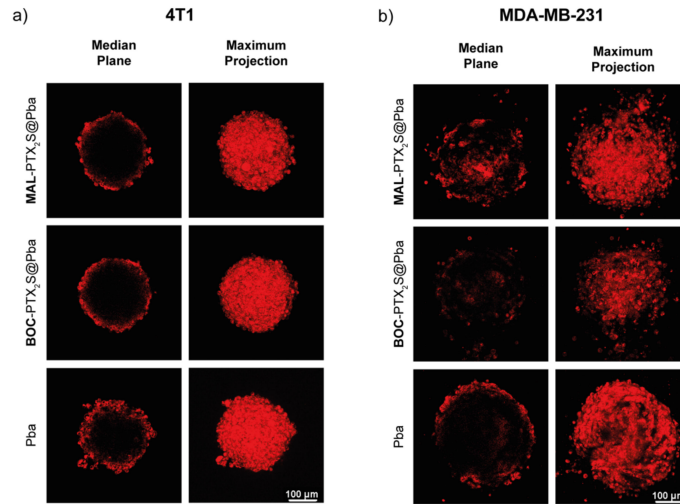 a)
4T1
Median
Plane
Maximum
Projection
MAL-PTX₂S@Pba
BOC-PTX₂S@Pba
Pba
100 µm
b)
MDA-MB-231
Median
Plane
Maximum
Projection
MAL-PTX₂S@Pba
BOC-PTX₂S@Pba
Pba
100 µm